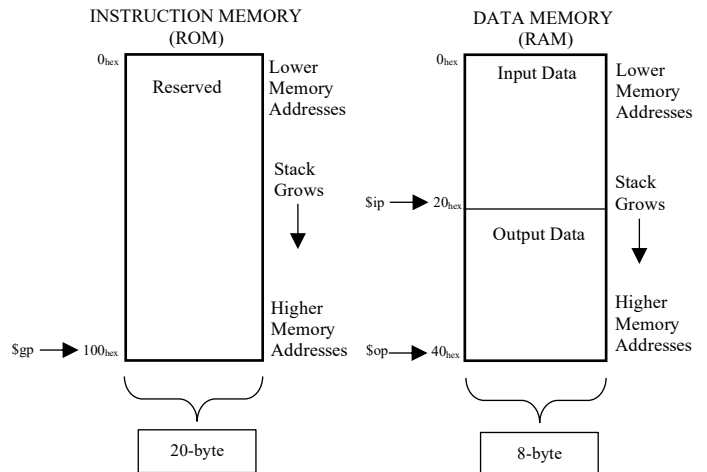 INSTRUCTION MEMORY
(ROM)
0hex
Reserved
Lower
Memory
Addresses
Stack
Grows
Higher
Memory
Addresses
$gp
100hex
20-byte
DATA MEMORY
(RAM)
0hex
Input Data
Lower
Memory
Addresses
$ip
20hex
Stack
Grows
Output Data
Higher
Memory
Addresses
$op
40hex
8-byte